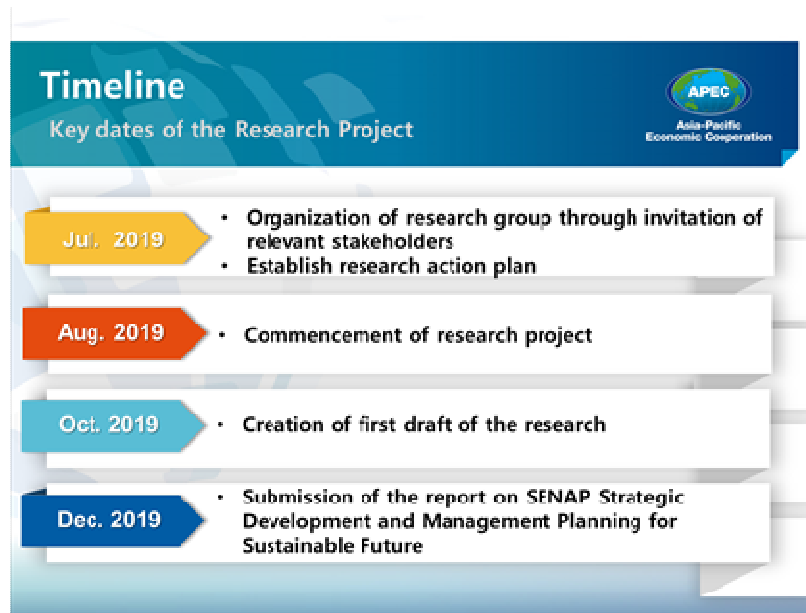 Timeline
Key dates of the Research Project
APEC
Asia-Pacific
Economic Cooperation
Jul. 2019
• Organization of research group through invitation of
relevant stakeholders
• Establish research action plan
Aug. 2019
• Commencement of research project
Oct. 2019
• Creation of first draft of the research
Dec. 2019
• Submission of the report on SENAP Strategic
Development and Management Planning for
Sustainable Future